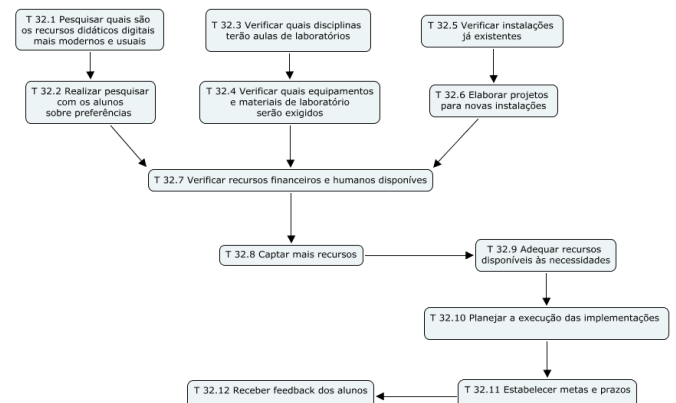 T 32.1 Pesquisar quais são
os recursos didáticos digitais
mais modernos e usuais
T 32.3 Verificar quais disciplinas
terão aulas de laboratórios
T 32.5 Verificar instalações
já existentes
T 32.2 Realizar pesquisar
com os alunos
sobre preferências
T 32.4 Verificar quais equipamentos
e materiais de laboratório
serão exigidos
T 32.6 Elaborar projetos
para novas instalações
T 32.7 Verificar recursos financeiros e humanos disponíves
T 32.8 Captar mais recursos
T 32.9 Adequar recursos
disponíveis às necessidades
T 32.10 Planejar a execução das implementações
T 32.11 Estabelecer metas e prazos
T 32.12 Receber feedback dos alunos